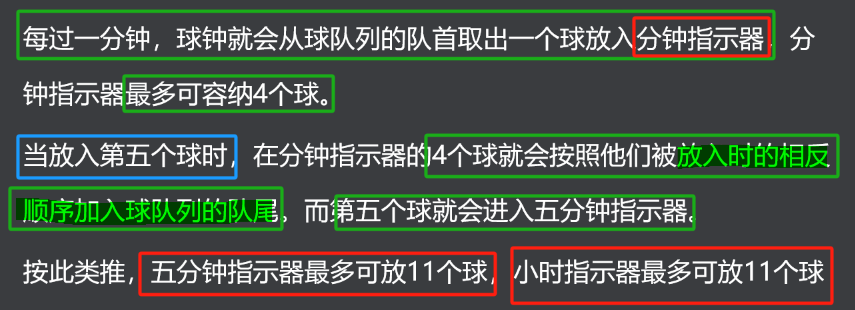 每过一分钟，球钟就会从球队列的队首取出一个球放入分钟指示器，分
钟指示器最多可容纳4个球。
当放入第五个球时，在分钟指示器的4个球就会按照他们被放入时的相反
顺序加入球队列的队尾。而第五个球就会进入五分钟指示器。
按此类推，五分钟指示器最多可放11个球，小时指示器最多可放11个球